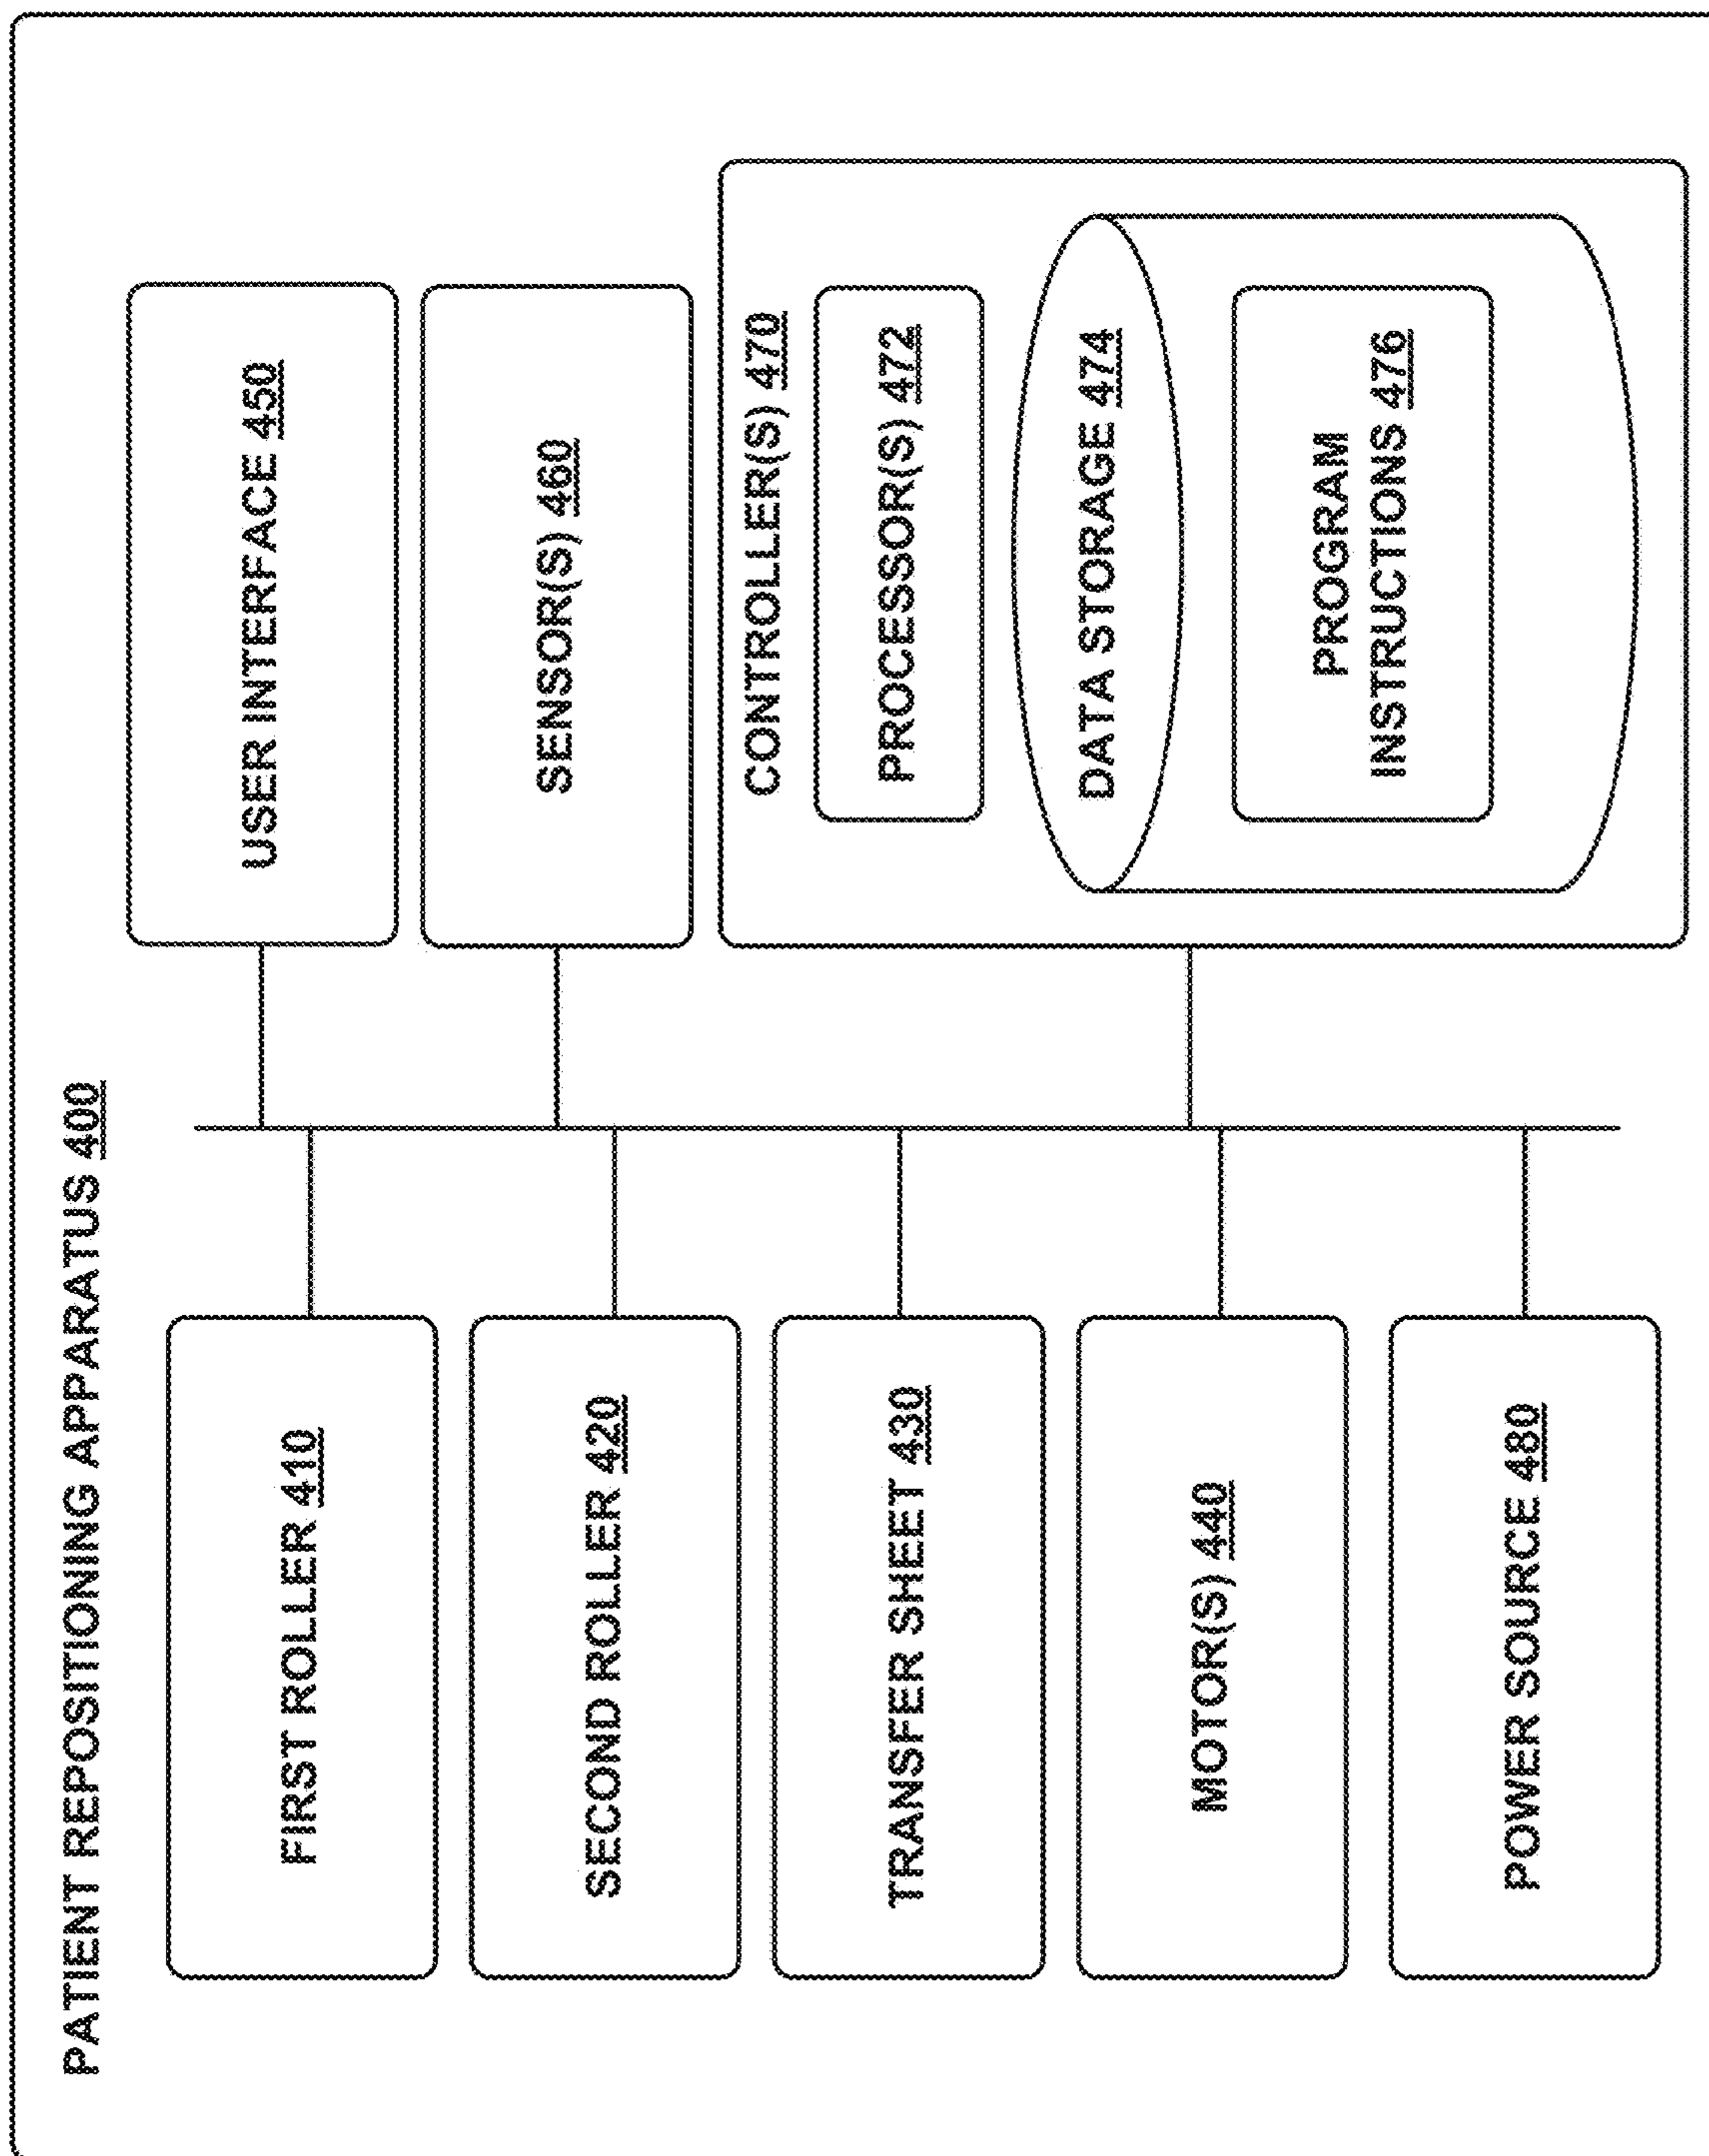 PATIENT REPOSITIONING APPARATUS 400
FIRST ROLLER 410
SECOND ROLLER 420
TRANSFER SHEET 430
MOTOR(S) 440
POWER SOURCE 480
USER INTERFACE 450
SENSOR(S) 460
CONTROLLER(S) 470
PROCESSOR(S) 472
DATA STORAGE 474
PROGRAM
INSTRUCTIONS 476